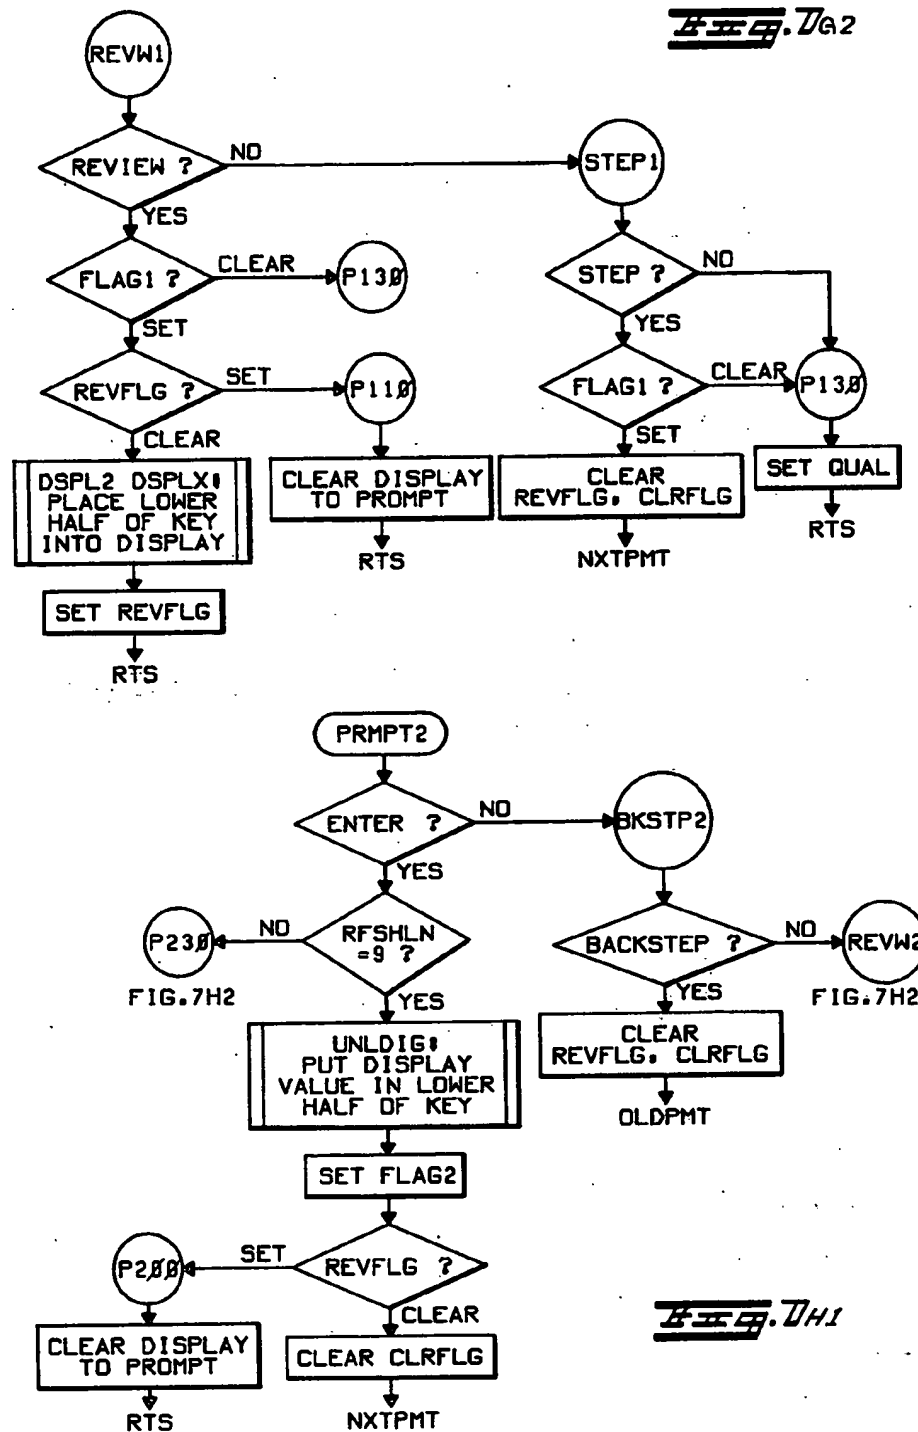 Fig. 7G2
REVW1
REVIEW ?
NO
STEP1
YES
FLAG1 ?
CLEAR
P130
STEP ?
NO
SET
YES
REVFLG ?
SET
P110
FLAG1 ?
CLEAR
P130
CLEAR
SET
DSPL2 DSPLX:
PLACE LOWER
HALF OF KEY
INTO DISPLAY
CLEAR DISPLAY
TO PROMPT
CLEAR
REVFLG. CLRFLG
SET QUAL
RTS
NXTPMT
RTS
SET REVFLG
RTS
PRMPT2
ENTER ?
NO
BKSTP2
YES
P230
NO
RFSHLN
=9 ?
BACKSTEP ?
NO
REVW2
FIG.7H2
YES
YES
FIG.7H2
UNLDIG:
PUT DISPLAY
VALUE IN LOWER
HALF OF KEY
CLEAR
REVFLG. CLRFLG
OLDPMT
SET FLAG2
P200
SET
REVFLG ?
CLEAR
Fig. 7H1
CLEAR DISPLAY
TO PROMPT
CLEAR CLRFLG
RTS
NXTPMT